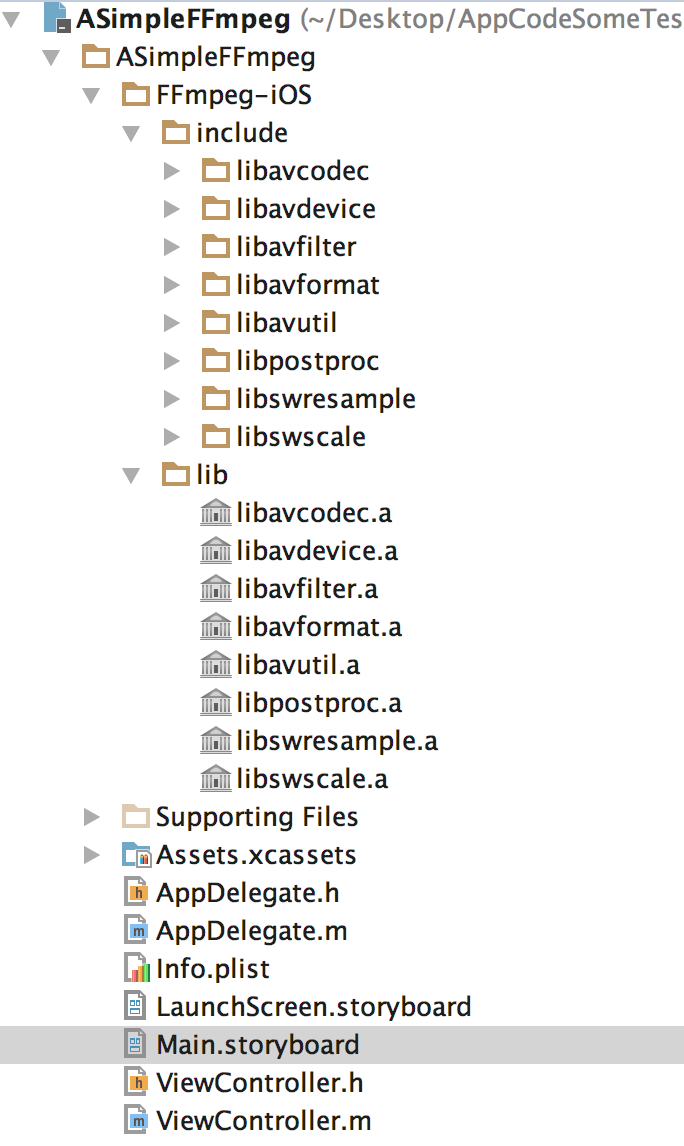 ASimpleFFmpeg (~/Desktop/AppCodeSomeTes
ASimpleFFmpeg
FFmpeg-iOS
include
libavcodec
libavdevice
libavfilter
libavformat
libavutil
libpostproc
libswresample
libswscale
lib
libavcodec.a
libavdevice.a
libavfilter.a
libavformat.a
libavutil.a
libpostproc.a
libswresample.a
libswscale.a
Supporting Files
Assets.xcassets
h AppDelegate.h
m AppDelegate.m
Info.plist
LaunchScreen.storyboard
Main.storyboard
h ViewController.h
m ViewController.m